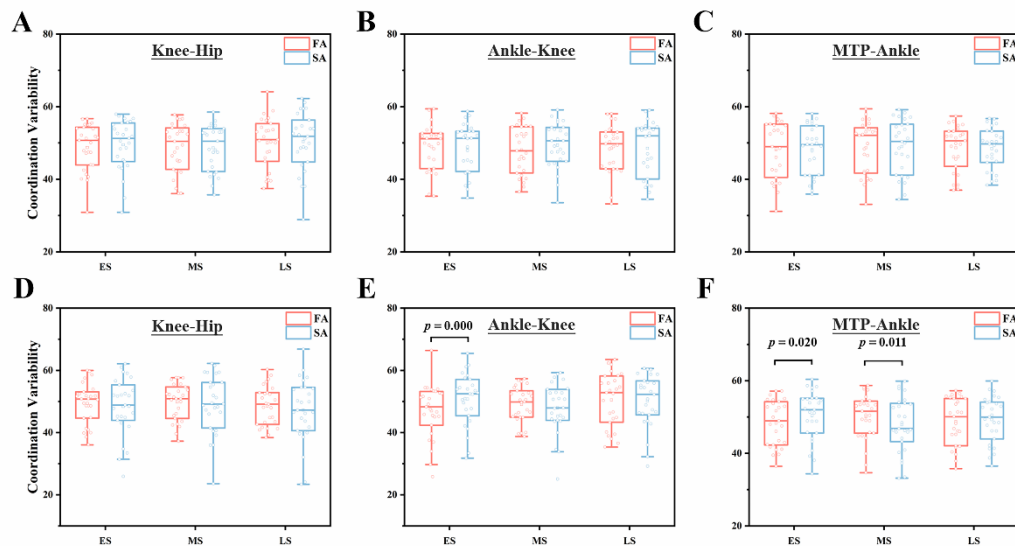 A
Knee-Hip
FA
SA
Coordination Variability
80
60
40
20
ES
MS
LS
B
Ankle-Knee
FA
SA
80
60
40
20
ES
MS
LS
C
MTP-Ankle
FA
SA
80
60
40
20
ES
MS
LS
D
Knee-Hip
FA
SA
Coordination Variability
80
60
40
ES
MS
LS
E
p = 0.000
Ankle-Knee
FA
SA
80
60
40
ES
MS
LS
F
p = 0.020
p = 0.011
MTP-Ankle
FA
SA
80
60
40
20
ES
MS
LS